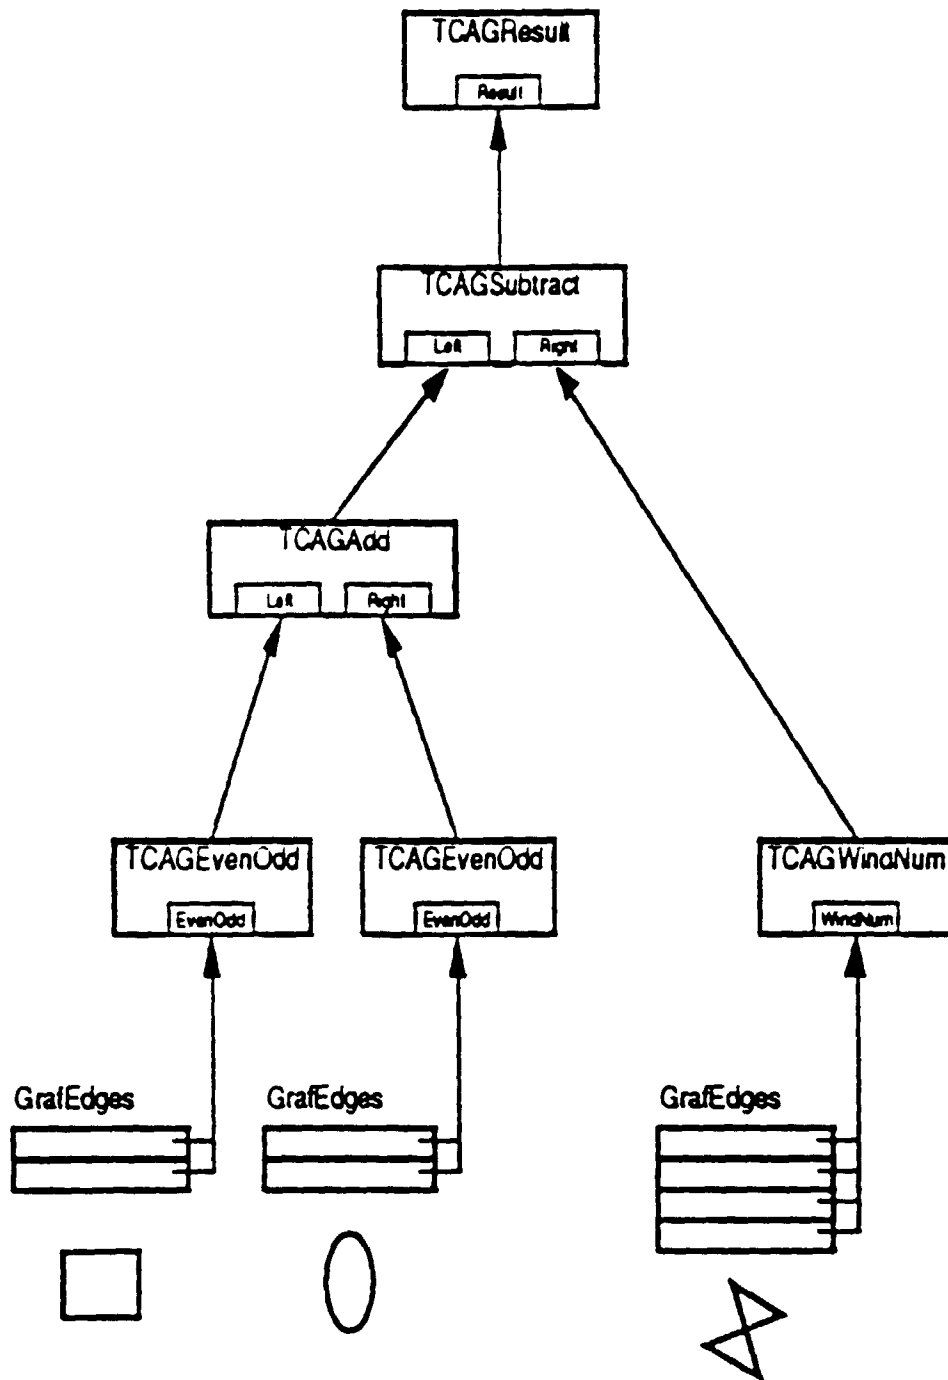 TCAGResult
Result
TCAGSubtract
Left Right
TCAGAdd
Left Right
TCAGEvenOdd TCAGEvenOdd TCAGWindNum
EvenOdd EvenOdd WindNum
GrafEdges GrafEdges GrafEdges